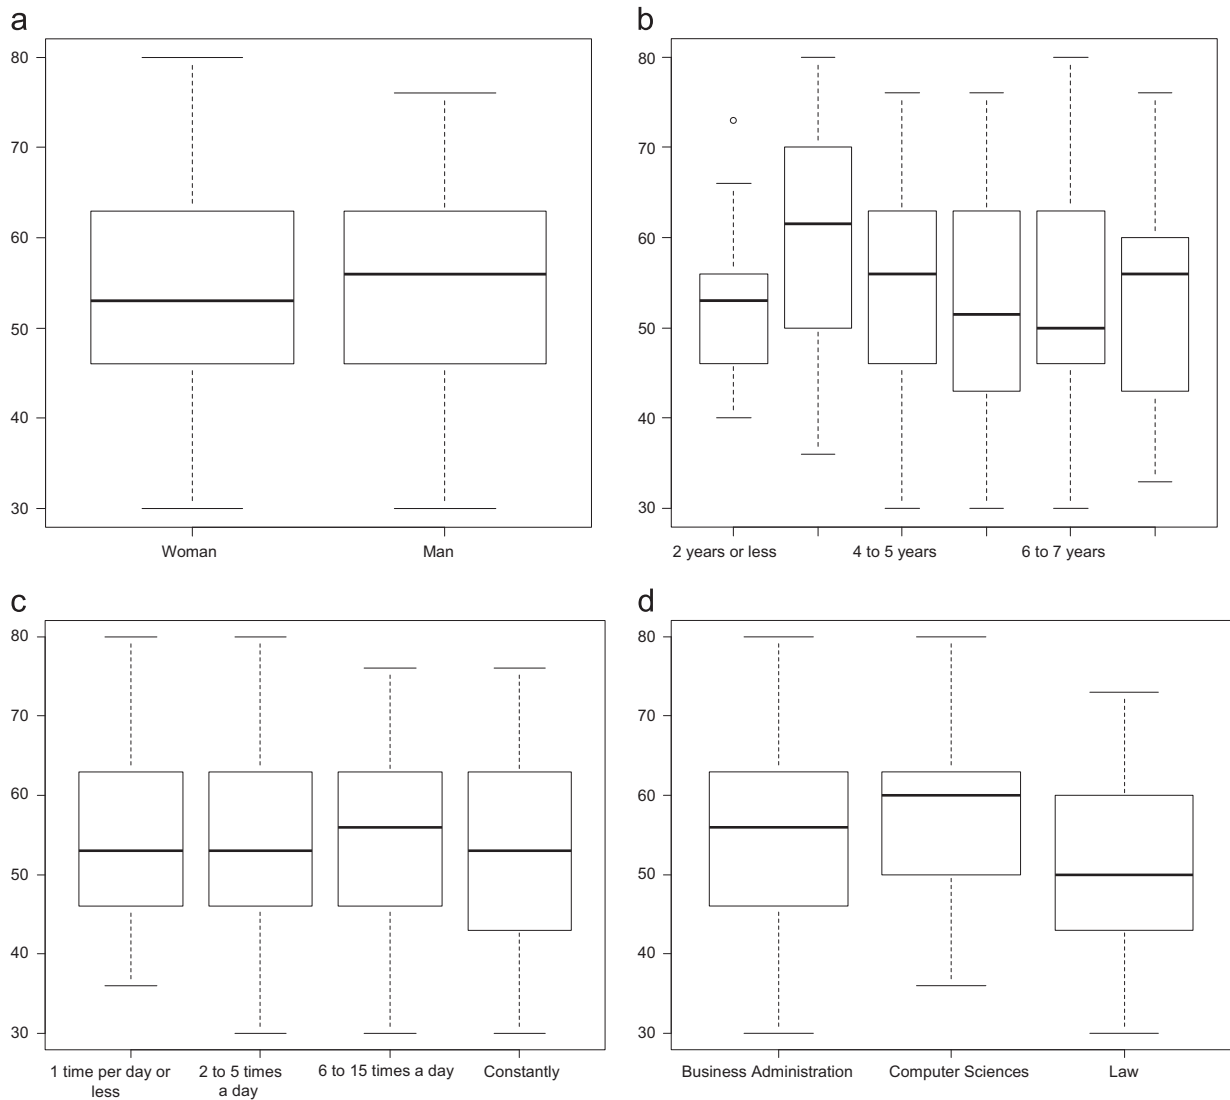 a
80
70
60
50
40
30
Woman Man
b
80
70
60
50
40
30
2 years or less 4 to 5 years 6 to 7 years
c
80
70
60
50
40
30
1 time per day or less
2 to 5 times a day
6 to 15 times a day
Constantly
d
80
70
60
50
40
30
Business Administration Computer Sciences Law